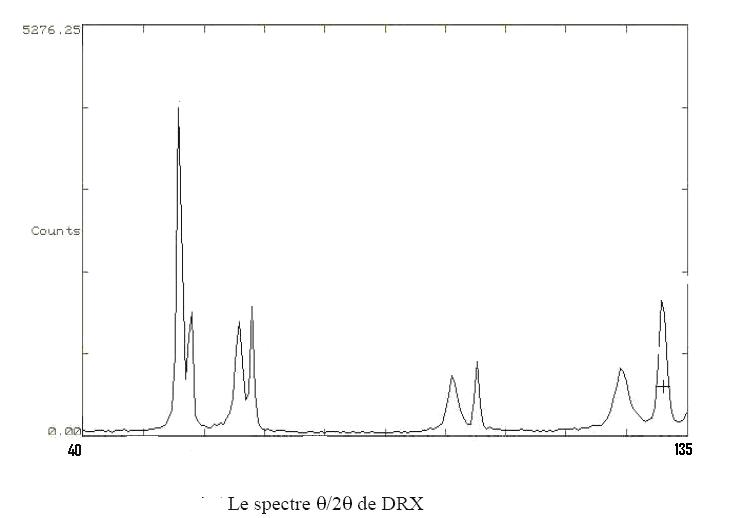 5276.25
Counts
0.00
40
135
Le spectre θ/2θ de DRX